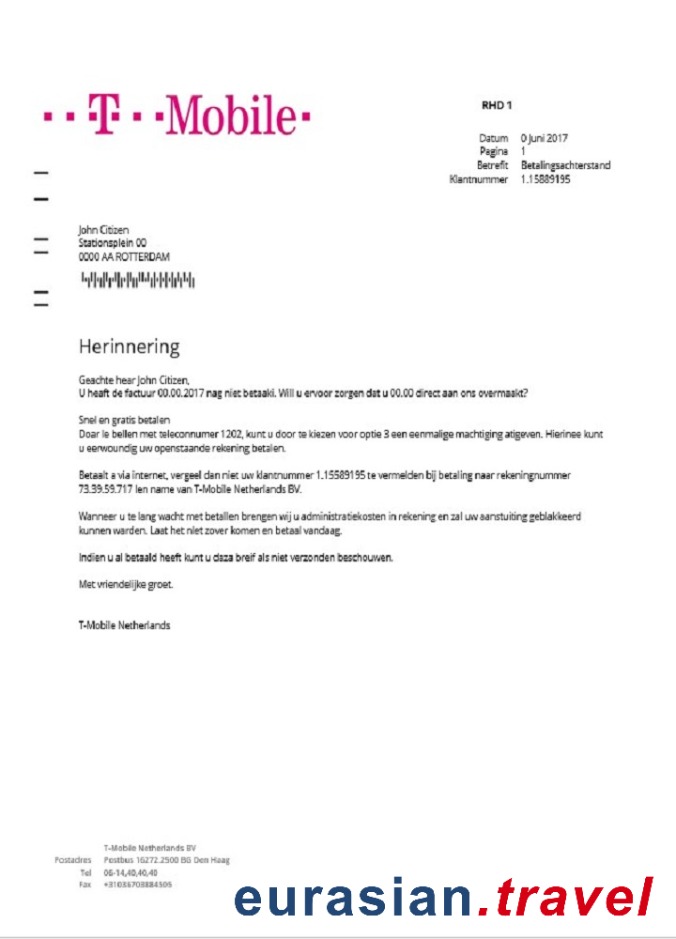 T··Mobile·
RHD 1
Datum 0 Juni 2017
Pagina 1
Betrefit Betalingsachterstand
Klantnummer 1.15889195
John Citizen
Stationsplein 00
0000 AA ROTTERDAM
Herinnering
Geachte hear John Citizen,
U heaft de factuur 00.00.2017 nag niet betaaki. Will u ervoor zorgen dat u 00.00 direct aan ons overmaakt?
Snel en gratis betalen
Doar le bellen met teleconnumer 1202, kunt u door te kiezen voor optie 3 een eenmalige machtiging atigeven. Hierinee kunt
u eerwoundig uw openstaande rekening betalen.
Betaalt a via internet, vergeel dan niet uw klantnummer 1.15589195 te vermelden bij betaling naar rekeningnummer
73.39.59.717 len name van T-Mobile Netherlands BV.
Wanneer u te lang wacht met betallen brengen wij u administratiekosten in rekening en zal uw aanstuiting geblakkeerd
kunnen warden. Laat het niet zover komen en betaal vandaag.
Indien u al betaald heeft kunt u daza breif als niet verzonden beschouwen.
Met vriendelijke groet.
T-Mobile Netherlands
T-Mobile Netherlands BV
Postadres Postbus 16272.2500 BG Den Haag
Tel 06-14,40,40,40
Fax
eurasian.travel